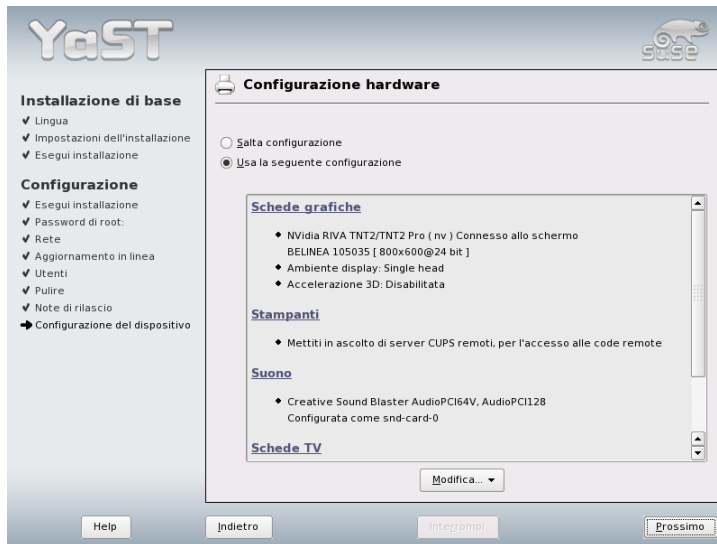 YaST
SuSE
Installazione di base
Lingua
Impostazioni dell'installazione
Esegui installazione
Configurazione
Esegui installazione
Password di root:
Rete
Aggiornamento in linea
Utenti
Pulire
Note di rilascio
Configurazione del dispositivo
Configurazione hardware
Salta configurazione
Usa la seguente configurazione
Schede grafiche
NVidia RIVA TNT2/TNT2 Pro ( nv ) Connesso allo schermo
BELINEA 105035 [ 800x600@24 bit ]
Ambiente display: Single head
Accelerazione 3D: Disabilitata
Stampanti
Mettiti in ascolto di server CUPS remoti, per l'accesso alle code remote
Suono
Creative Sound Blaster AudioPCI64V, AudioPCI128
Configurata come snd-card-0
Schede TV
Modifica...
Help
Indietro
Interrompi
Prossimo